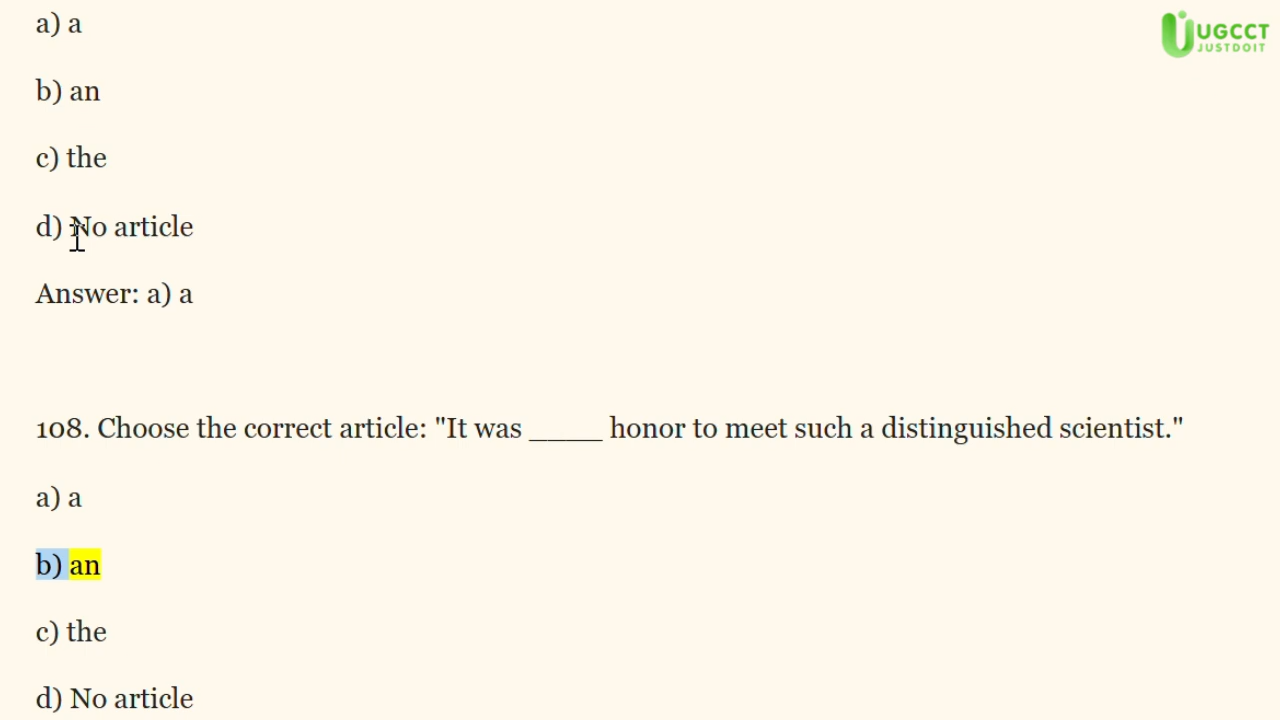 a) a
UGCCT
JUSTDOIT
b) an
c) the
d) No article
Answer: a) a
108. Choose the correct article: "It was ____ honor to meet such a distinguished scientist."
a) a
b) an
c) the
d) No article